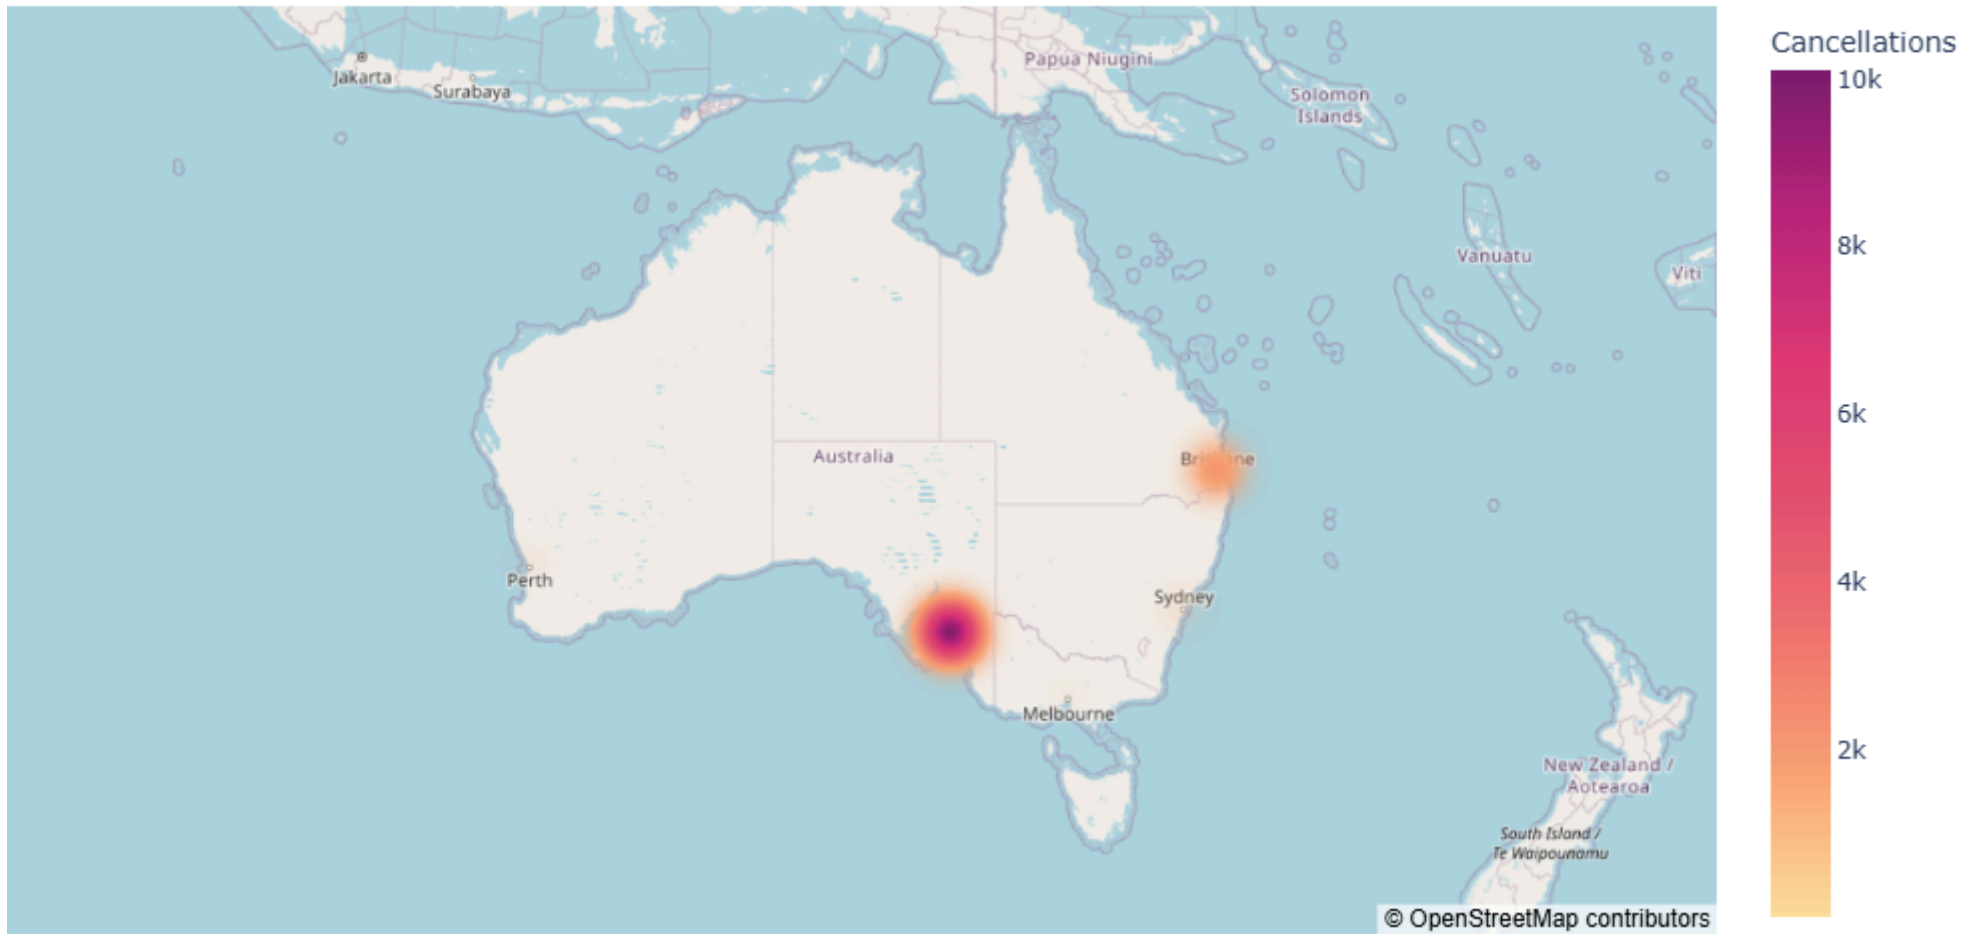 Cancellations
10k
8k
6k
4k
2k
Jakarta
Surabaya
Papua Niugini
Solomon
Islands
Vanuatu
Viti
Australia
Brisbane
Perth
Sydney
Melbourne
New Zealand /
Aotearoa
South Island /
Te Waipounamu
© OpenStreetMap contributors